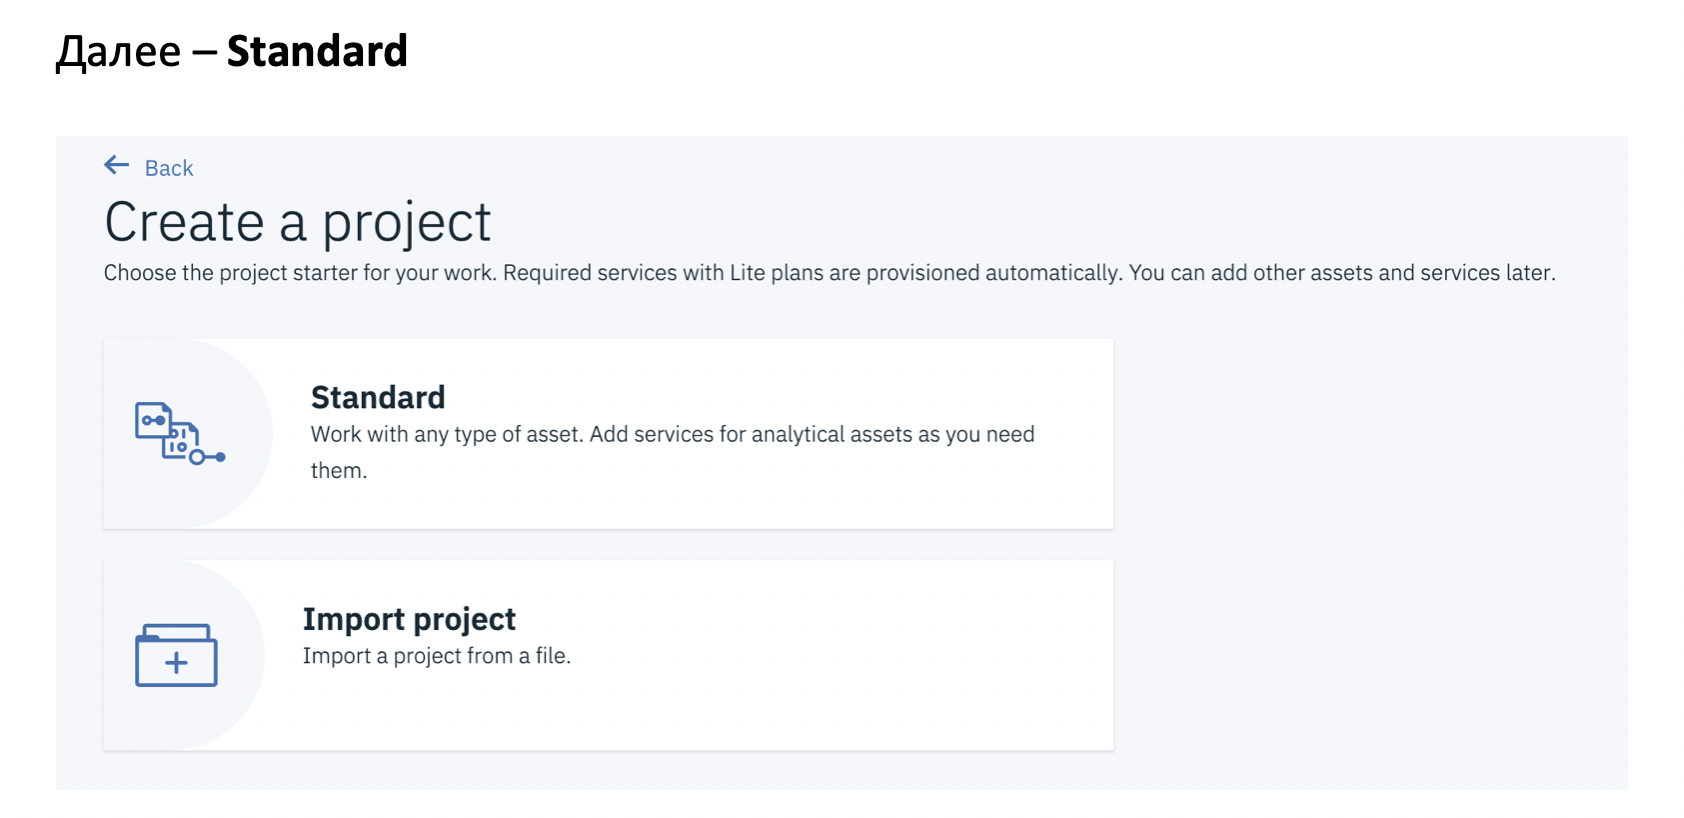 Далее – Standard
Back
Create a project
Choose the project starter for your work. Required services with Lite plans are provisioned automatically. You can add other assets and services later.
Standard
Work with any type of asset. Add services for analytical assets as you need
them.
Import project
Import a project from a file.